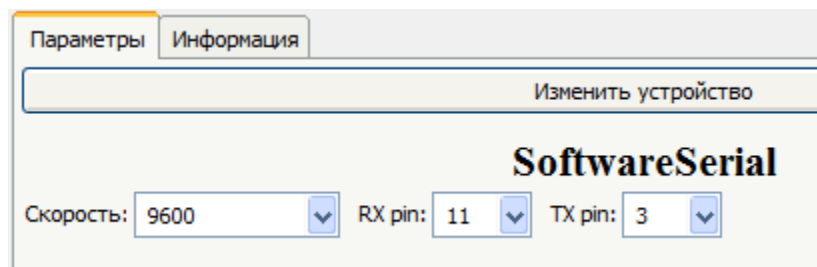 Параметры Информация
Изменить устройство
SoftwareSerial
Скорость: 9600 RX pin: 11 TX pin: 3